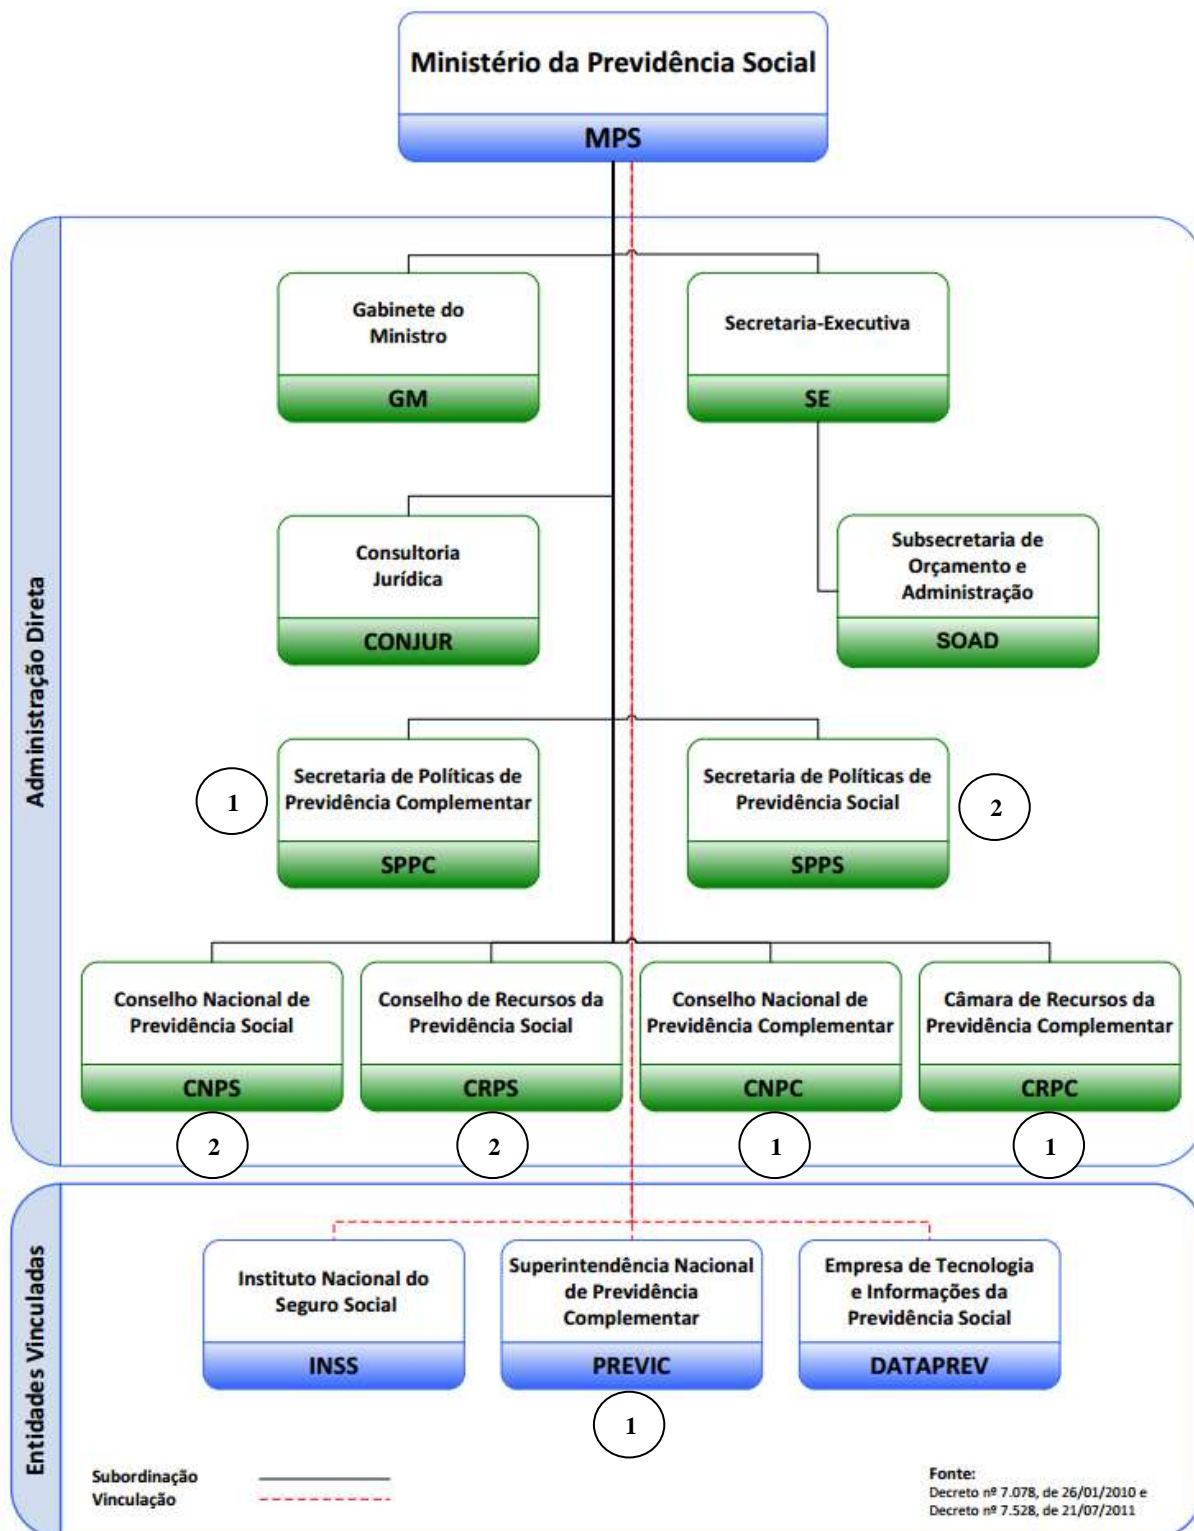 Ministério da Previdência Social
MPS
Administração Direta
Gabinete do
Ministro
GM
Secretaria-Executiva
SE
Consultoria
Jurídica
CONJUR
Subsecretaria de
Orçamento e
Administração
SOAD
1
Secretaria de Políticas de
Previdência Complementar
SPPC
Secretaria de Políticas de
Previdência Social
SPPS
2
Conselho Nacional de
Previdência Social
CNPS
2
Conselho de Recursos da
Previdência Social
CRPS
2
Conselho Nacional de
Previdência Complementar
CNPC
1
Câmara de Recursos da
Previdência Complementar
CRPC
1
Entidades Vinculadas
Instituto Nacional do
Seguro Social
INSS
Superintendência Nacional
de Previdência
Complementar
PREVIC
1
Empresa de Tecnologia
e Informações da
Previdência Social
DATAPREV
Subordinação
Vinculação
Fonte:
Decreto nº 7.078, de 26/01/2010 e
Decreto nº 7.528, de 21/07/2011